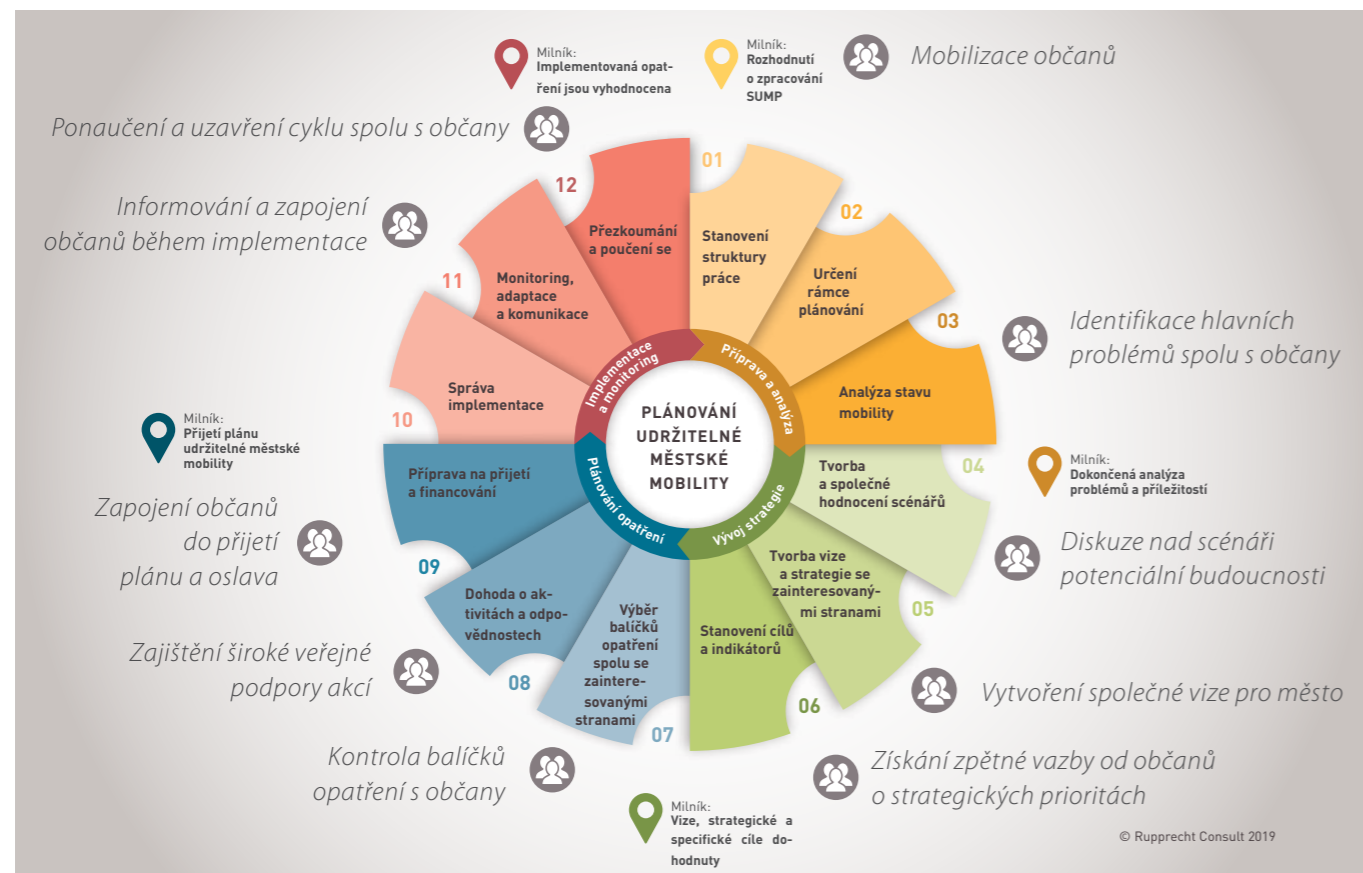 Milník:
Implementovaná opat-
ření jsou vyhodnocena
Milník:
Rozhodnutí
o zpracování
SUMP
Mobilizace občanů
Ponaučení a uzavření cyklu spolu s občany
Informování a zapojení
občanů během implementace
01
Stanovení
struktury
práce
02
Určení
rámce
plánování
03
Analýza stavu
mobility
Identifikace hlavních
problémů spolu s občany
04
Tvorba
a společné
hodnocení scénářů
Milník:
Dokončená analýza
problémů a příležitostí
Diskuze nad scénáři
potenciální budoucnosti
05
Tvorba vize
a strategie se
zainteresovaný-
mi stranami
Vytvoření společné vize pro město
06
Stanovení cílů
a indikátorů
Získání zpětné vazby od občanů
o strategických prioritách
Milník:
Vize, strategické a
specifické cíle do-
hodnuty
07
Výběr
balíčků
opatření
spolu se
zaintere-
sovanými
stranami
Kontrola balíčků
opatření s občany
08
Dohoda o ak-
tivitách a odpo-
vědnostech
Zajištění široké veřejné
podpory akcí
09
Příprava na přijetí
a financování
Zapojení občanů
do přijetí
plánu a oslava
Milník:
Přijetí plánu
udržitelné městské
mobility
10
Správa
implementace
11
Monitoring,
adaptace
a komunikace
12
Přezkoumání
a poučení se
Implementace
a monitoring
Příprava a analýza
Vývoj strategie
Plánování opatření
PLÁNOVÁNÍ
UDRŽITELNÉ
MĚSTSKÉ
MOBILITY
© Rupprecht Consult 2019